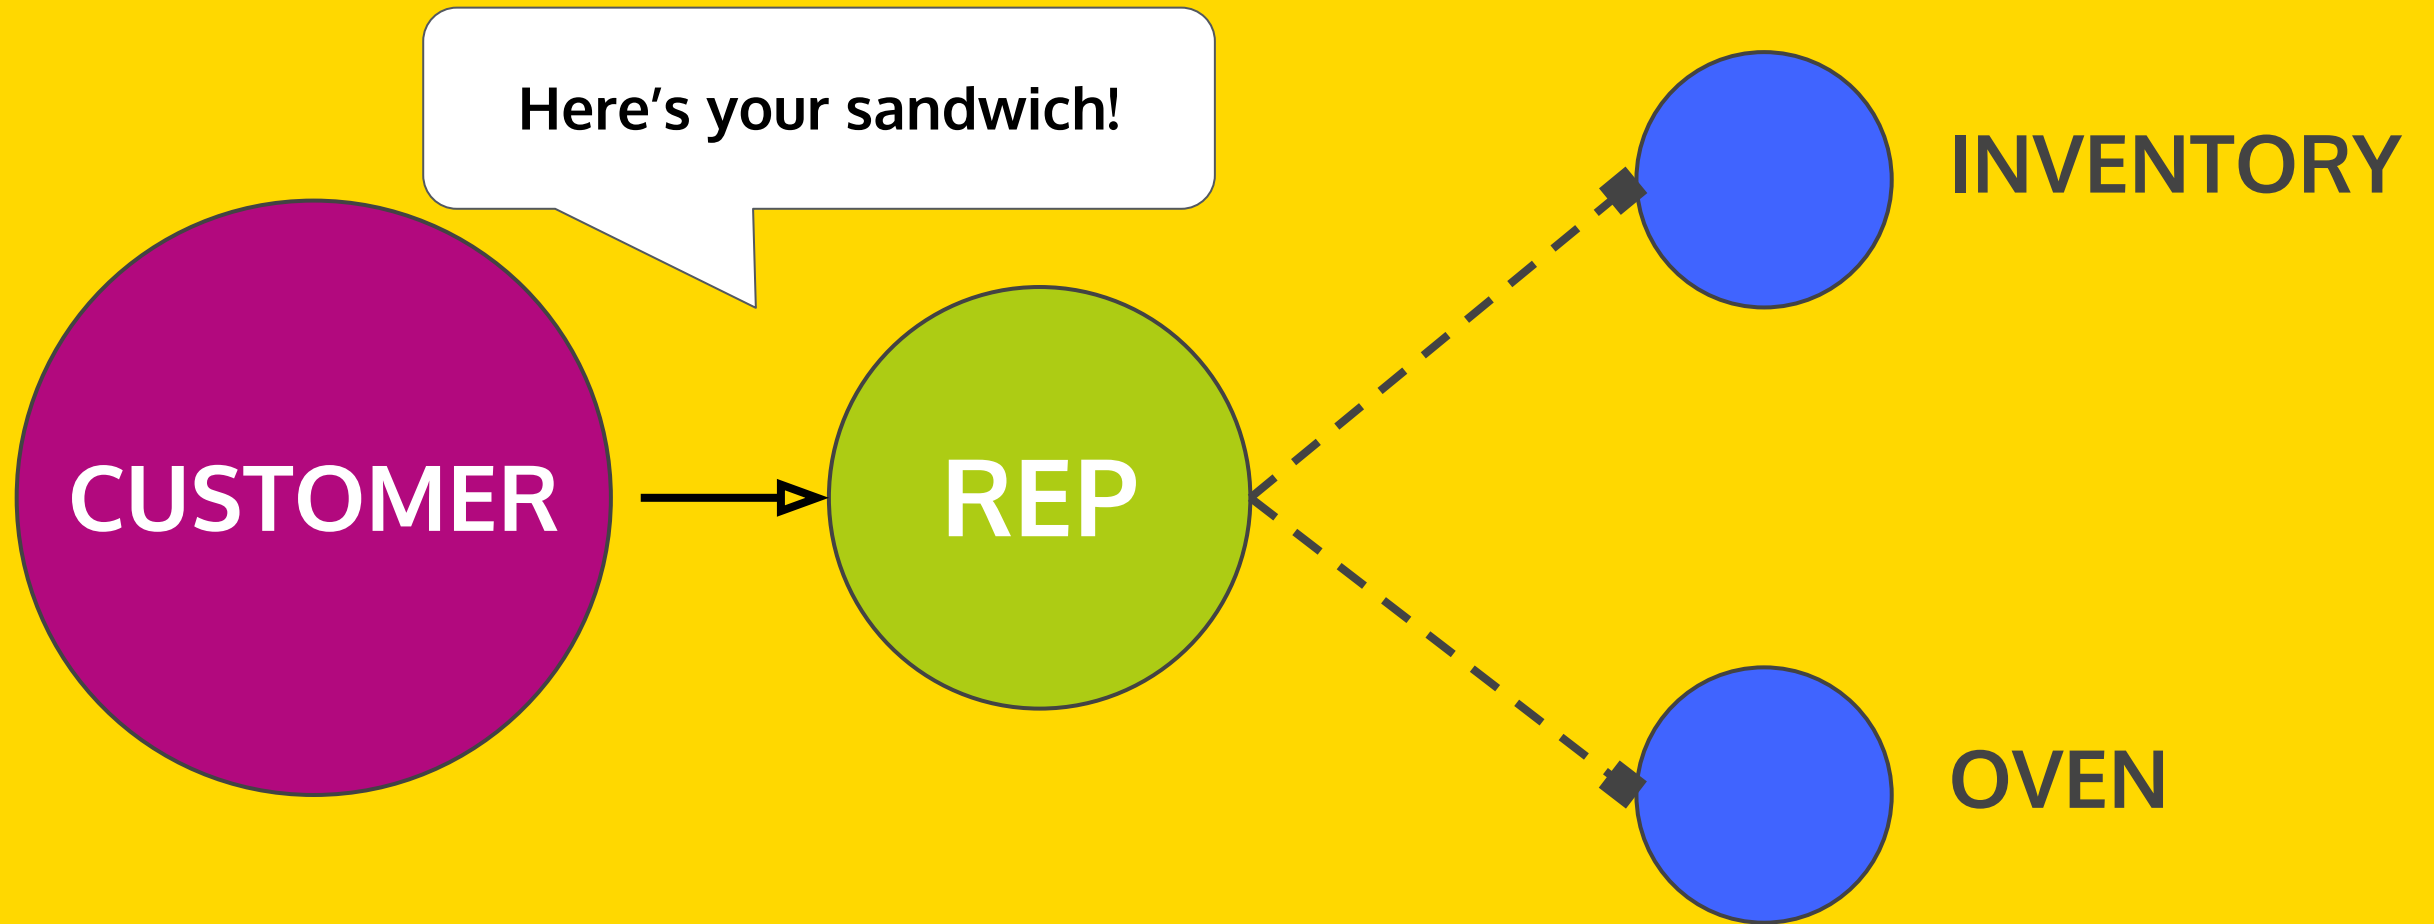 Here’s your sandwich!
INVENTORY
CUSTOMER
REP
OVEN